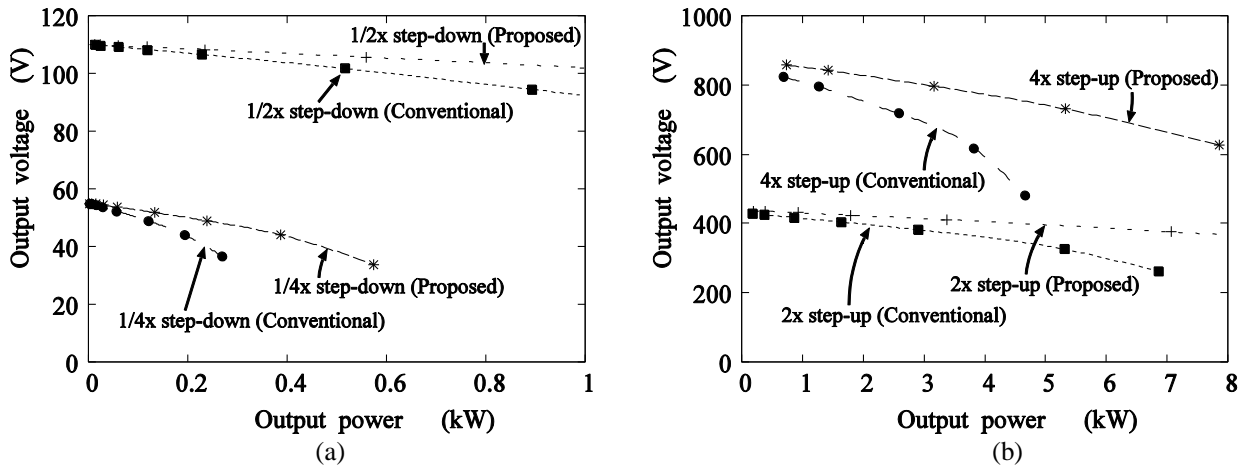 120
100
80
60
40
20
0
Output voltage (V)
1/2x step-down (Proposed)
1/2x step-down (Conventional)
1/4x step-down (Proposed)
1/4x step-down (Conventional)
0 0.2 0.4 0.6 0.8 1
Output power (kW)
(a)
1000
800
600
400
200
0
Output voltage (V)
4x step-up (Proposed)
4x step-up (Conventional)
2x step-up (Proposed)
2x step-up (Conventional)
0 1 2 3 4 5 6 7 8
Output power (kW)
(b)